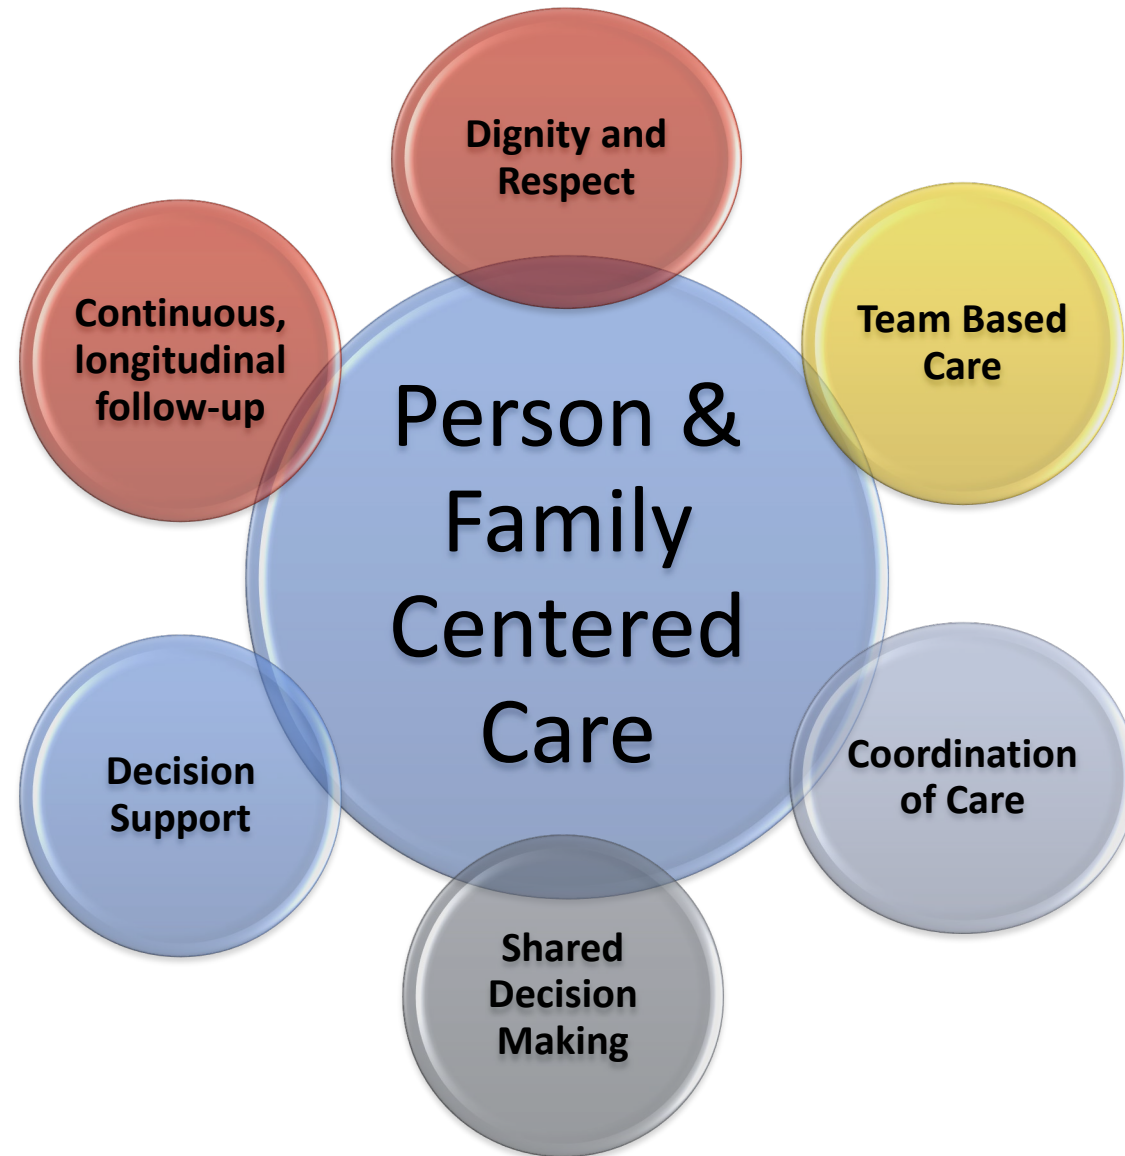 Dignity and
Respect
Team Based
Care
Coordination
of Care
Shared
Decision
Making
Decision
Support
Continuous,
longitudinal
follow-up
Person &
Family
Centered
Care